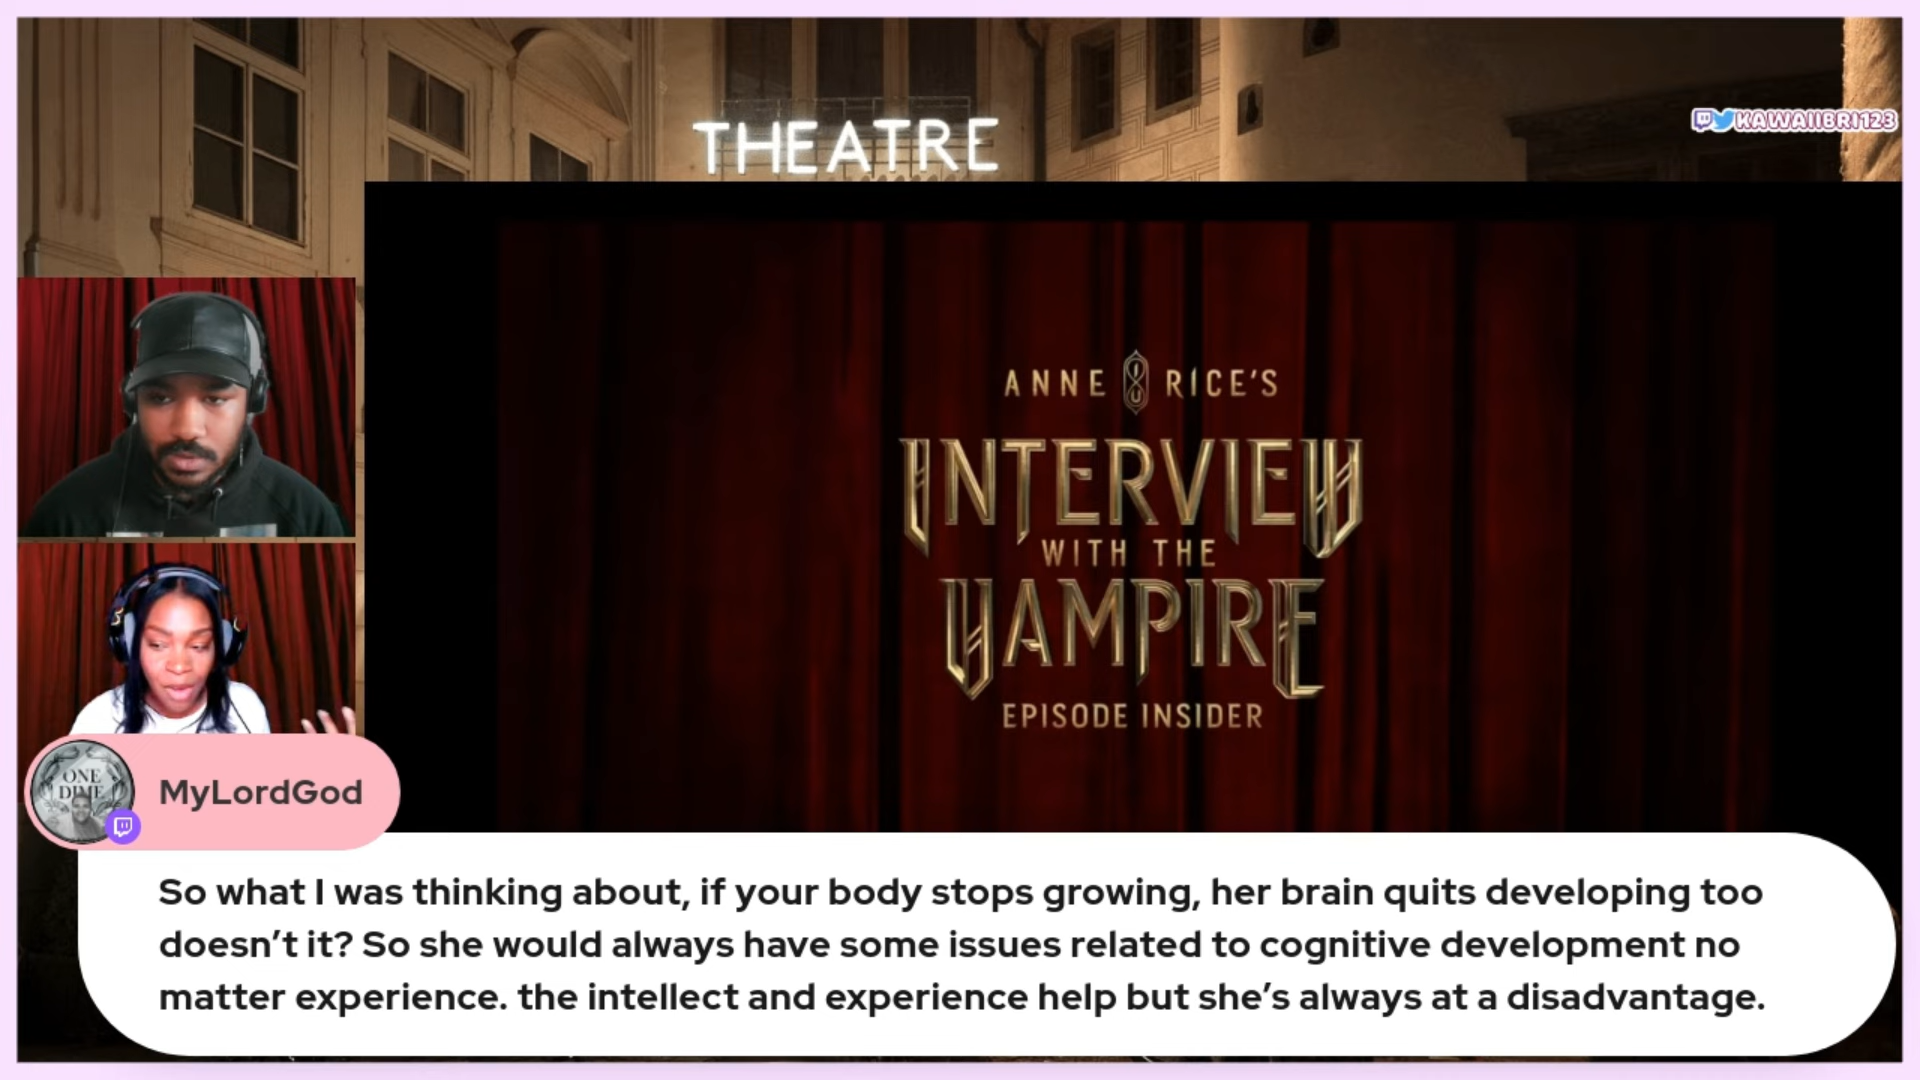 THEATRE
KAWAIIBRI123
ANNE RICE'S
INTERVIEW
WITH THE
VAMPIRE
EPISODE INSIDER
ONE
DIME
MyLordGod
So what I was thinking about, if your body stops growing, her brain quits developing too
doesn’t it? So she would always have some issues related to cognitive development no
matter experience. the intellect and experience help but she’s always at a disadvantage.